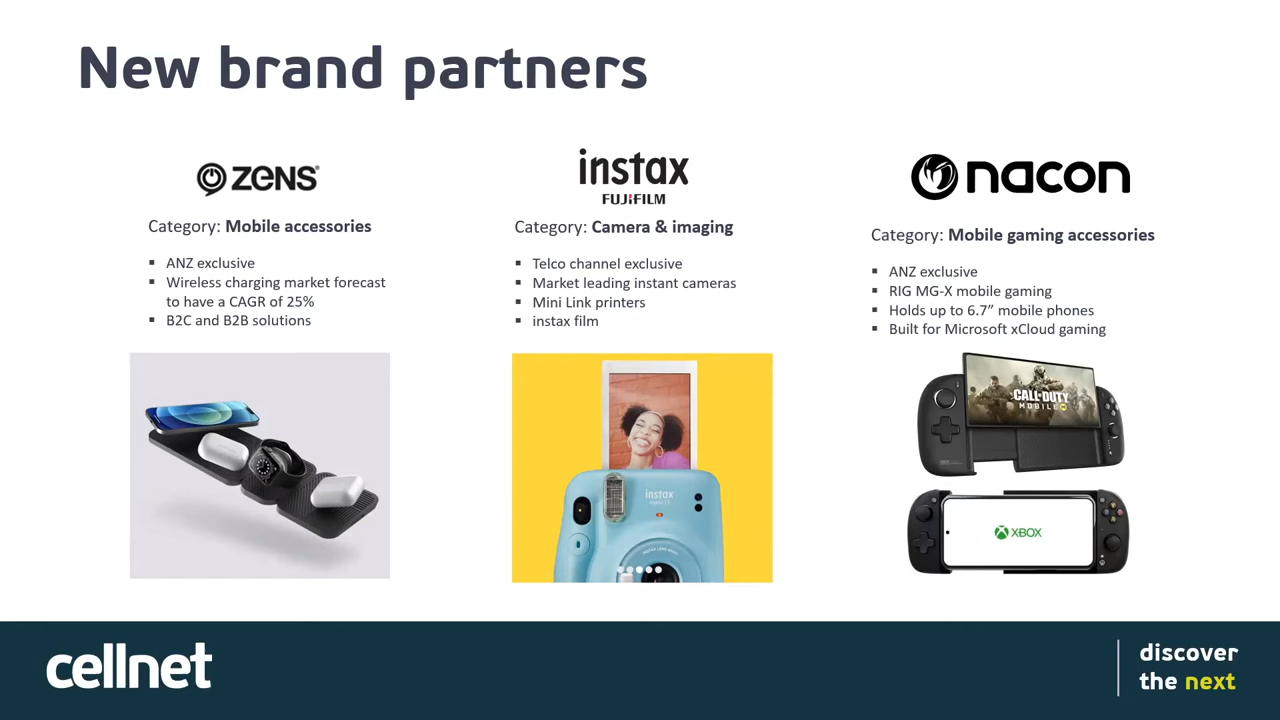 New brand partners
ZENS
Category: Mobile accessories
▪ ANZ exclusive
▪ Wireless charging market forecast
to have a CAGR of 25%
▪ B2C and B2B solutions
instax
FUJIFILM
Category: Camera & imaging
▪ Telco channel exclusive
▪ Market leading instant cameras
▪ Mini Link printers
▪ instax film
instax
nacon
Category: Mobile gaming accessories
▪ ANZ exclusive
▪ RIG MG-X mobile gaming
▪ Holds up to 6.7” mobile phones
▪ Built for Microsoft xCloud gaming
CALL OF DUTY
MOBILE
XBOX
cellnet
discover
the next